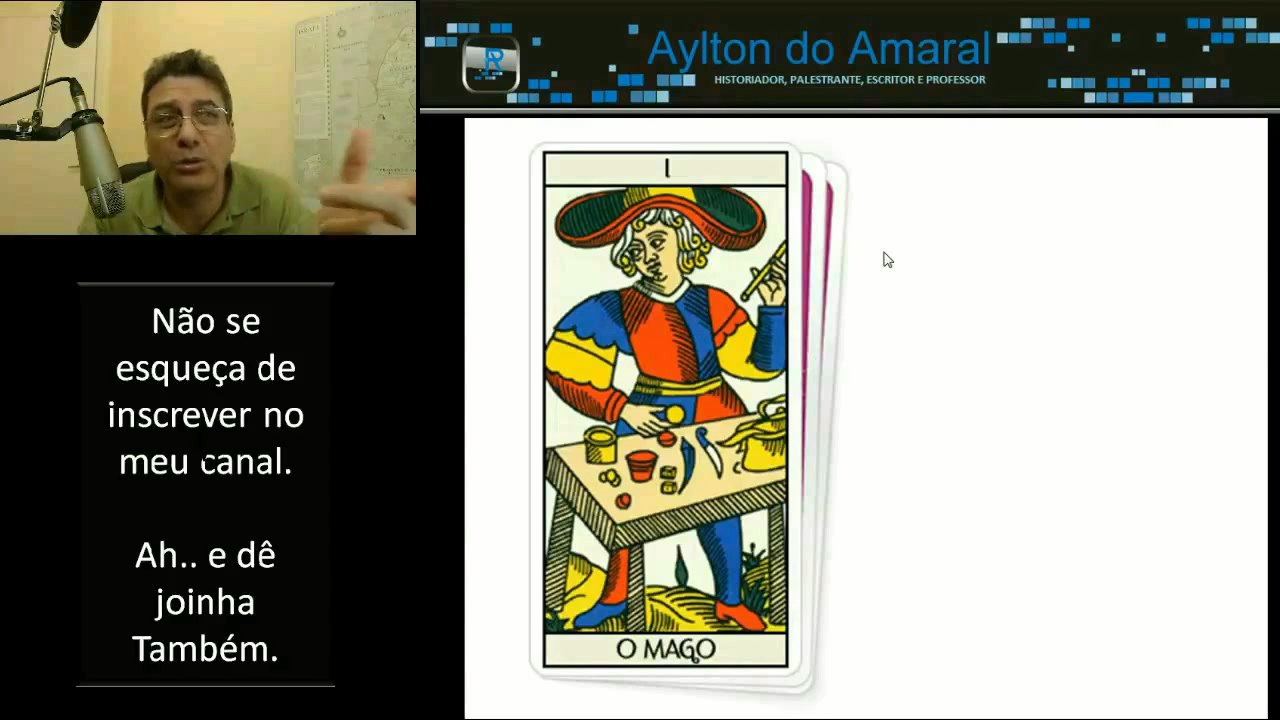 Aylton do Amaral
HISTORIADOR, PALESTRANTE, ESCRITOR E PROFESSOR
Não se
esqueça de
inscrever no
meu canal.
Ah.. e dê
joinha
Também.
I
O MAGO